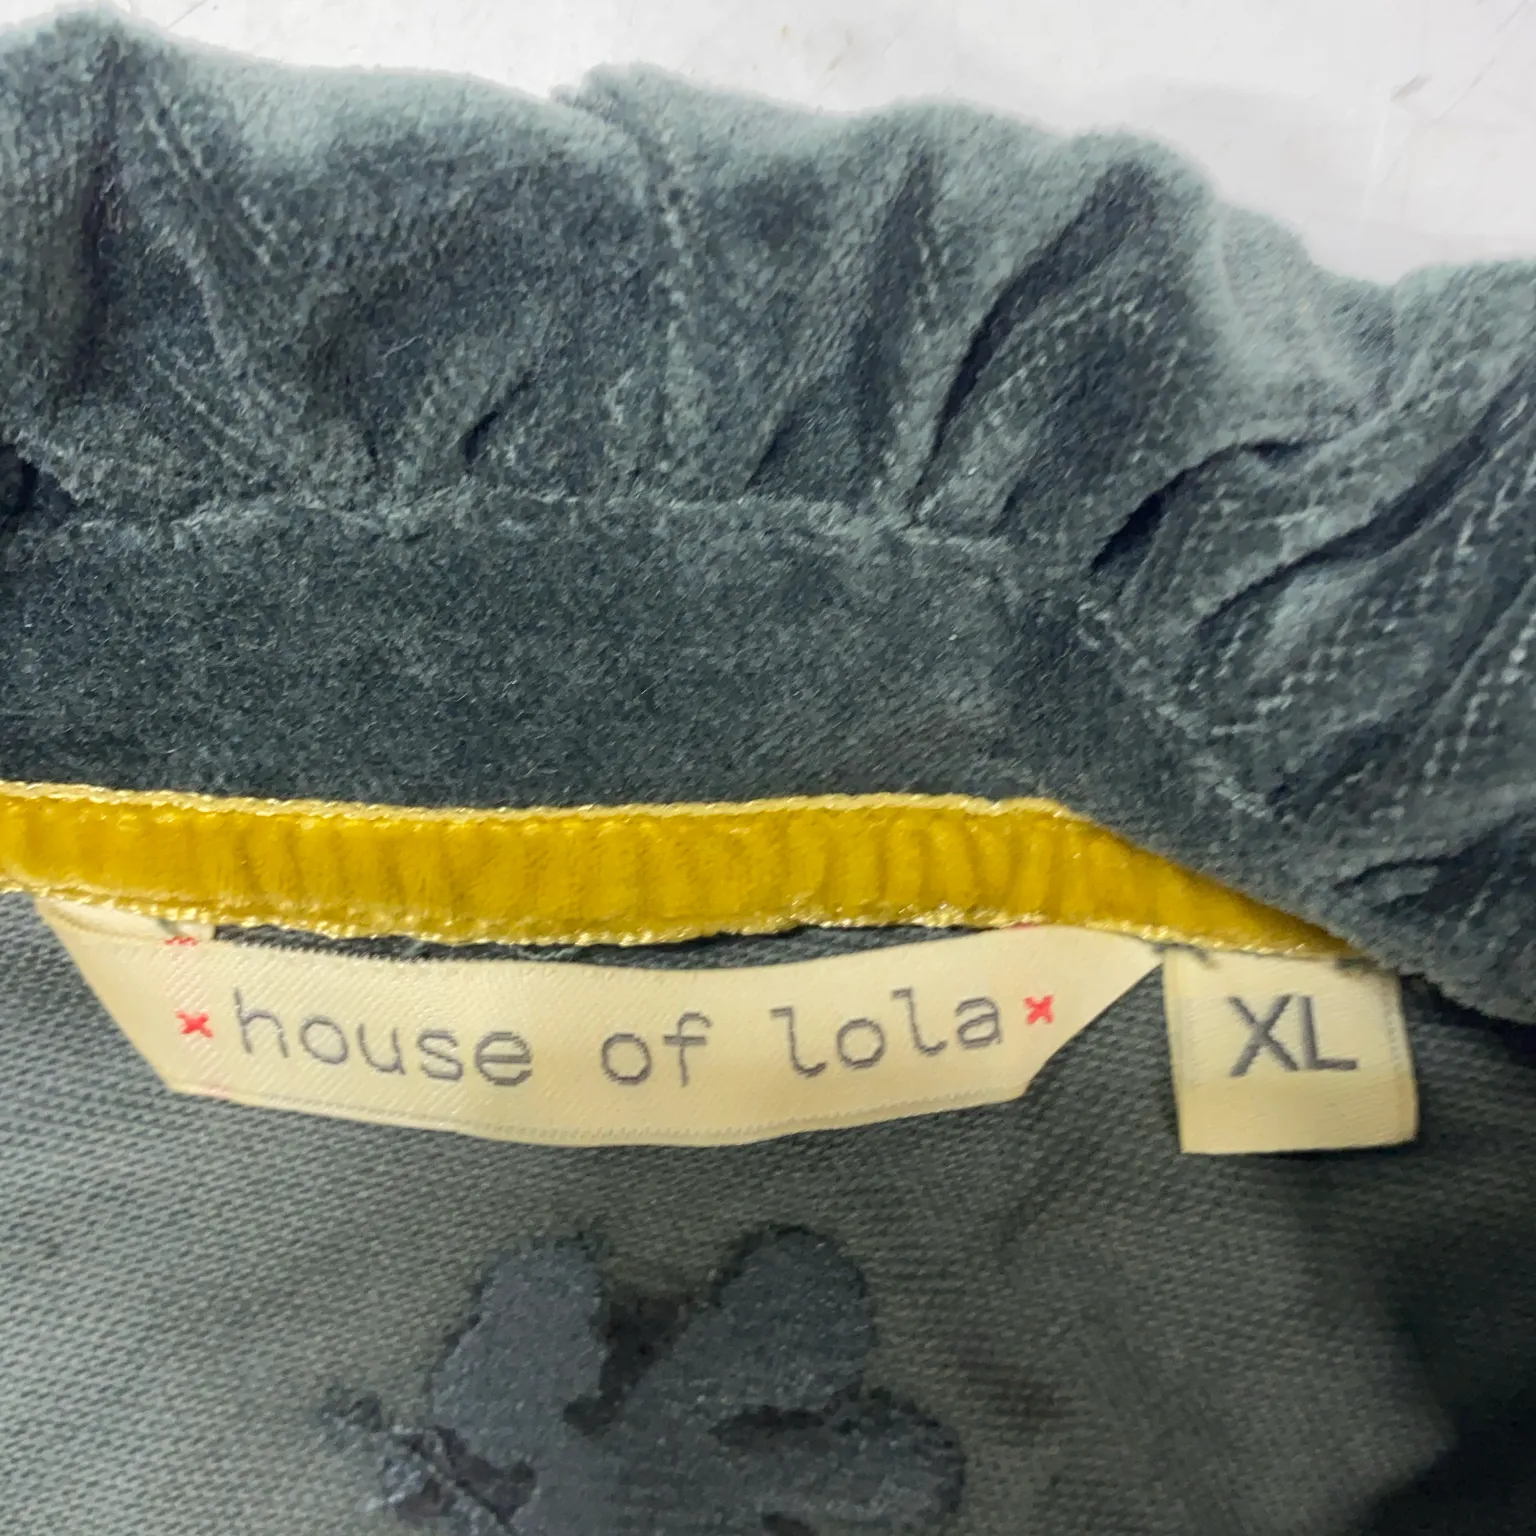 × house of lola ×
XL